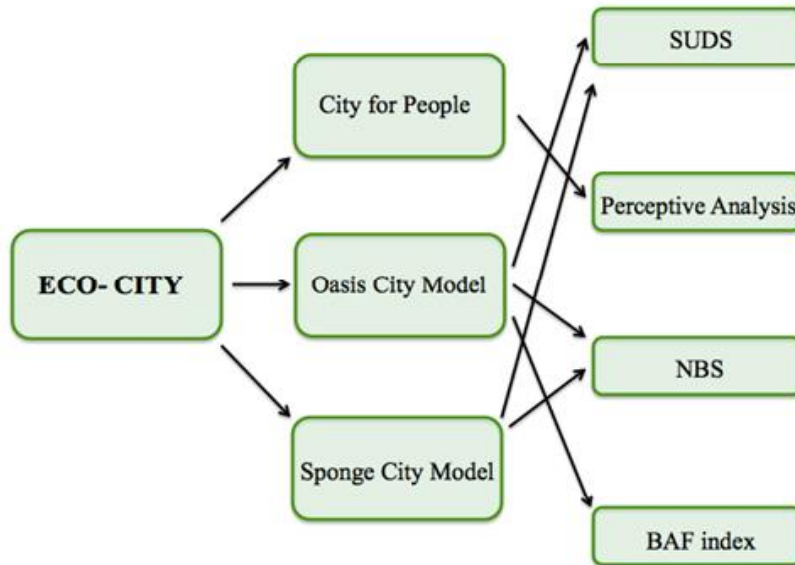 SUDS
City for People
Perceptive Analysis
ECO- CITY
Oasis City Model
NBS
Sponge City Model
BAF index